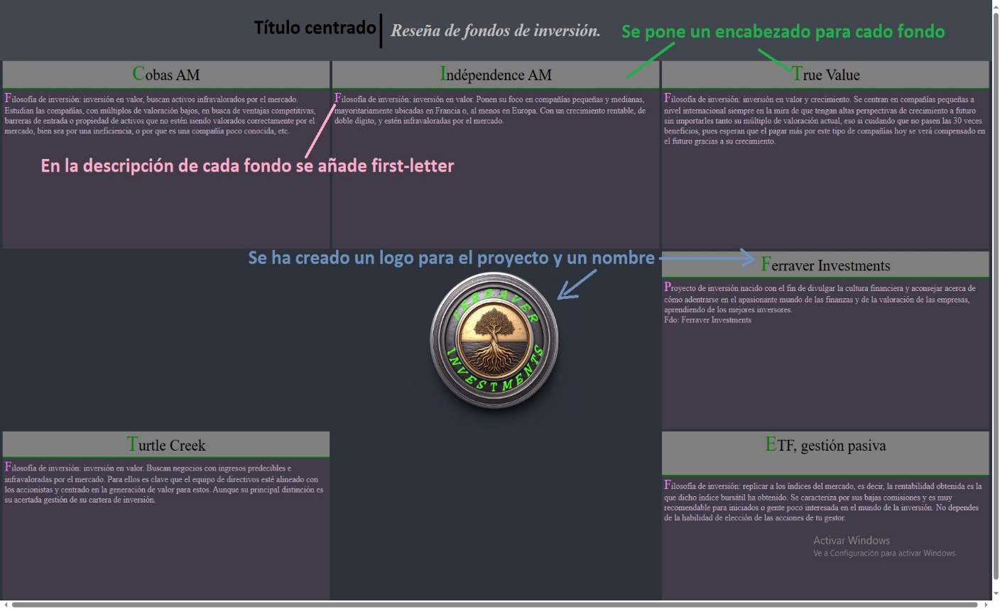 Título centrado
Reseña de fondos de inversión.
Se pone un encabezado para cado fondo
Cobas AM
Filosofía de inversión: inversión en valor, buscan activos infravalorados por el mercado.
Estudian las compañías, con múltiplos de valoración bajos, en busca de ventajas competitivas,
barreras de entrada o propiedad de activos que no estén siendo valorados correctamente por el
mercado, bien sea por una ineficiencia, o por que es una compañía poco conocida, etc.
Indépendence AM
Filosofía de inversión: inversión en valor. Ponen su foco en compañías pequeñas y medianas,
mayoritariamente ubicadas en Francia o, al menos en Europa. Con un crecimiento rentable, de
doble dígito, y estén infravaloradas por el mercado.
True Value
Filosofía de inversión: inversión en valor y crecimiento. Se centran en compañías pequeñas a
nivel internacional siempre en la mira de que tengan altas perspectivas de crecimiento a futuro
sin importarles tanto su múltiplo de valoración actual, eso si cuidando que no pasen las 30 veces
beneficios, pues esperan que el pagar más por este tipo de compañías hoy se verá compensado en
el futuro gracias a su crecimiento.
En la descripción de cada fondo se añade first-letter
Se ha creado un logo para el proyecto y un nombre
FERRAVER
INVESTMENTS
Ferraver Investments
Proyecto de inversión nacido con el fin de divulgar la cultura financiera y aconsejar acerca de
cómo adentrarse en el apasionante mundo de las finanzas y de la valoración de las empresas,
aprendiendo de los mejores inversores.
Fdo: Ferraver Investments
Turtle Creek
Filosofía de inversión: inversión en valor. Buscan negocios con ingresos predecibles e
infravaloradas por el mercado. Para ellos es clave que el equipo de directivos esté alineado con
los accionistas y centrado en la generación de valor para estos. Aunque su principal distinción es
su acertada gestión de su cartera de inversión.
ETF, gestión pasiva
Filosofía de inversión: replicar a los índices del mercado, es decir, la rentabilidad obtenida es la
que dicho índice bursátil ha obtenido. Se caracteriza por sus bajas comisiones y es muy
recomendable para iniciados o gente poco interesada en el mundo de la inversión. No dependes
de la habilidad de elección de las acciones de tu gestor.
Activar Windows
Ve a Configuración para activar Windows.